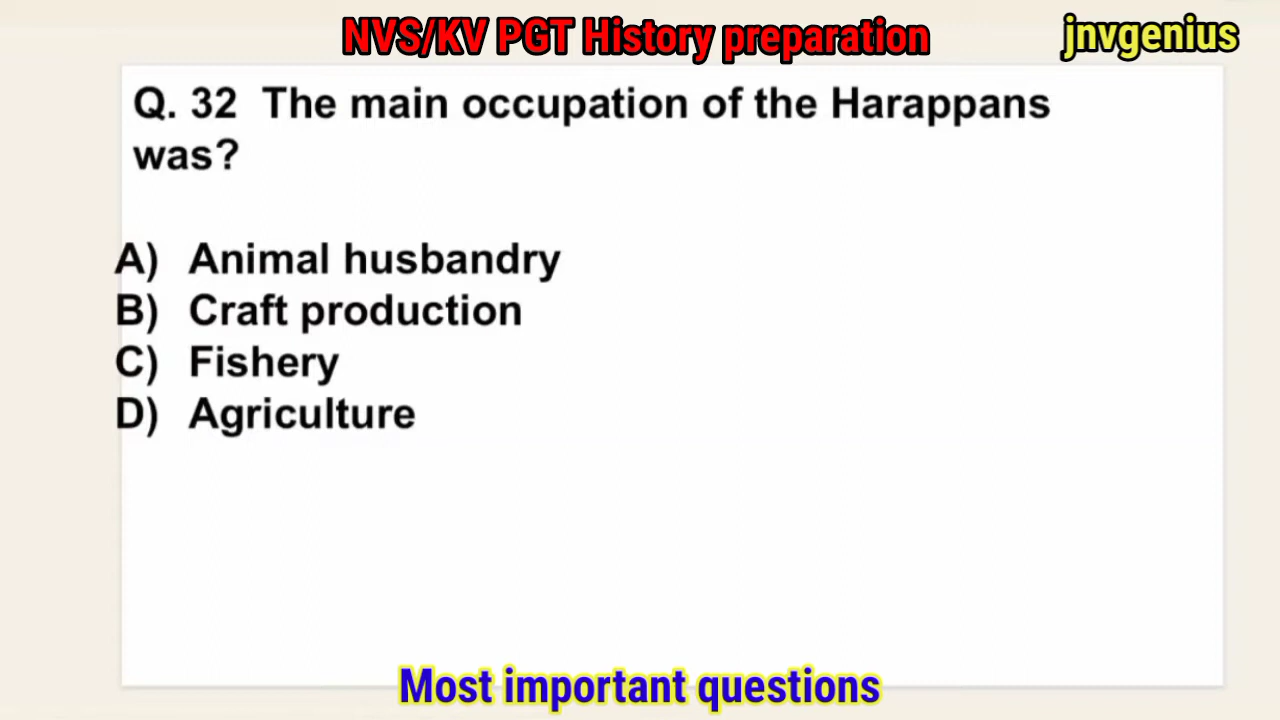 NVS/KV PGT History preparation
jnvgenius
Q. 32 The main occupation of the Harappans
was?
A) Animal husbandry
B) Craft production
C) Fishery
D) Agriculture
Most important questions